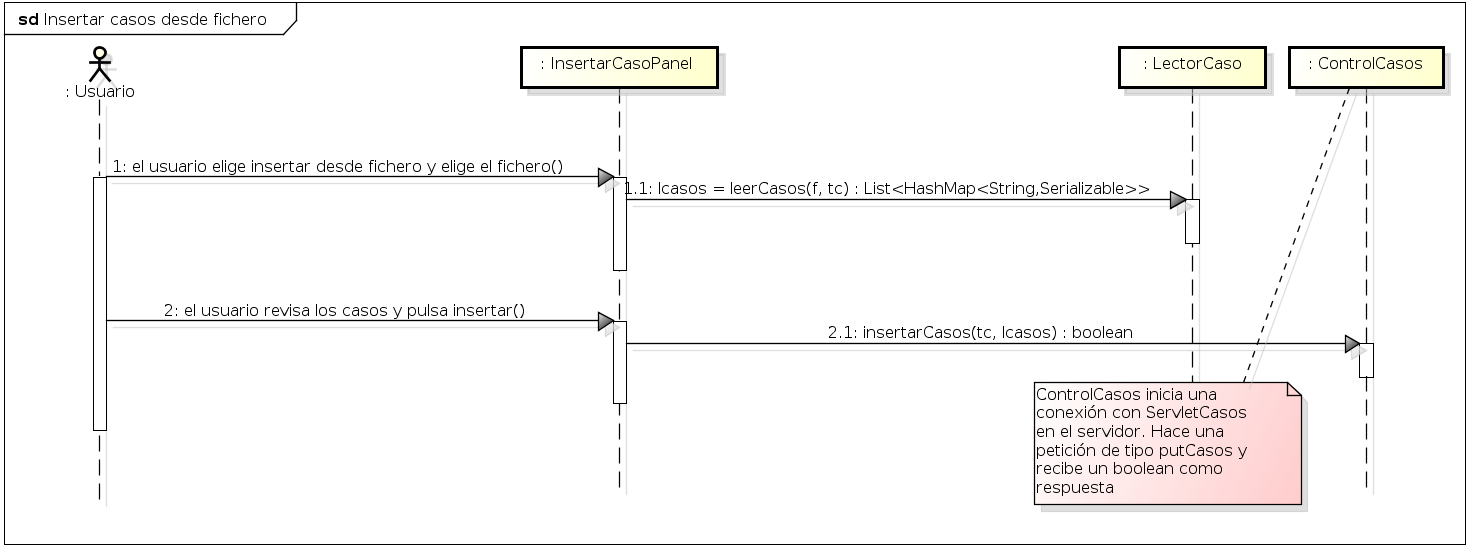 sd Insertar casos desde fichero
: Usuario
: InsertarCasoPanel
: LectorCaso
: ControlCasos
1: el usuario elige insertar desde fichero y elige el fichero()
1.1: lcasos = leerCasos(f, tc) : List<HashMap<String,Serializable>>
2: el usuario revisa los casos y pulsa insertar()
2.1: insertarCasos(tc, lcasos) : boolean
ControlCasos inicia una
conexión con ServletCasos
en el servidor. Hace una
petición de tipo putCasos y
recibe un boolean como
respuesta